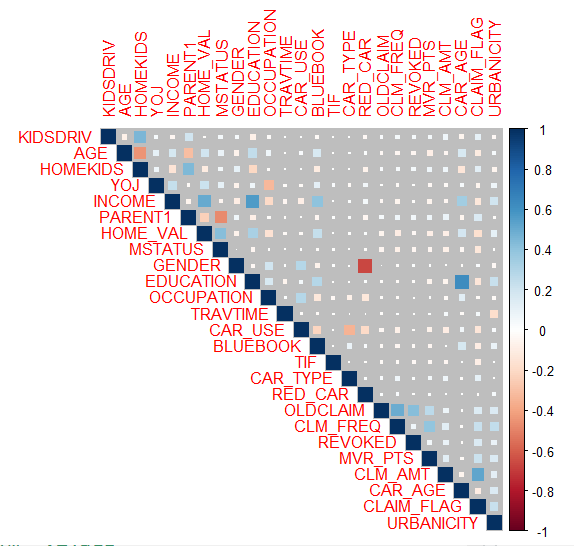 KIDSDRIV
AGE
HOMEKIDS
YOJ
INCOME
PARENT1
HOME_VAL
MSTATUS
GENDER
EDUCATION
OCCUPATION
TRAVTIME
CAR_USE
BLUEBOOK
TIF
CAR_TYPE
RED_CAR
OLDCLAIM
CLM_FREQ
REVOKED
MVR_PTS
CLM_AMT
CAR_AGE
CLAIM_FLAG
URBANICITY
KIDSDRIV
AGE
HOMEKIDS
YOJ
INCOME
PARENT1
HOME_VAL
MSTATUS
GENDER
EDUCATION
OCCUPATION
TRAVTIME
CAR_USE
BLUEBOOK
TIF
CAR_TYPE
RED_CAR
OLDCLAIM
CLM_FREQ
REVOKED
MVR_PTS
CLM_AMT
CAR_AGE
CLAIM_FLAG
URBANICITY
1
0.8
0.6
0.4
0.2
0
-0.2
-0.4
-0.6
-0.8
-1